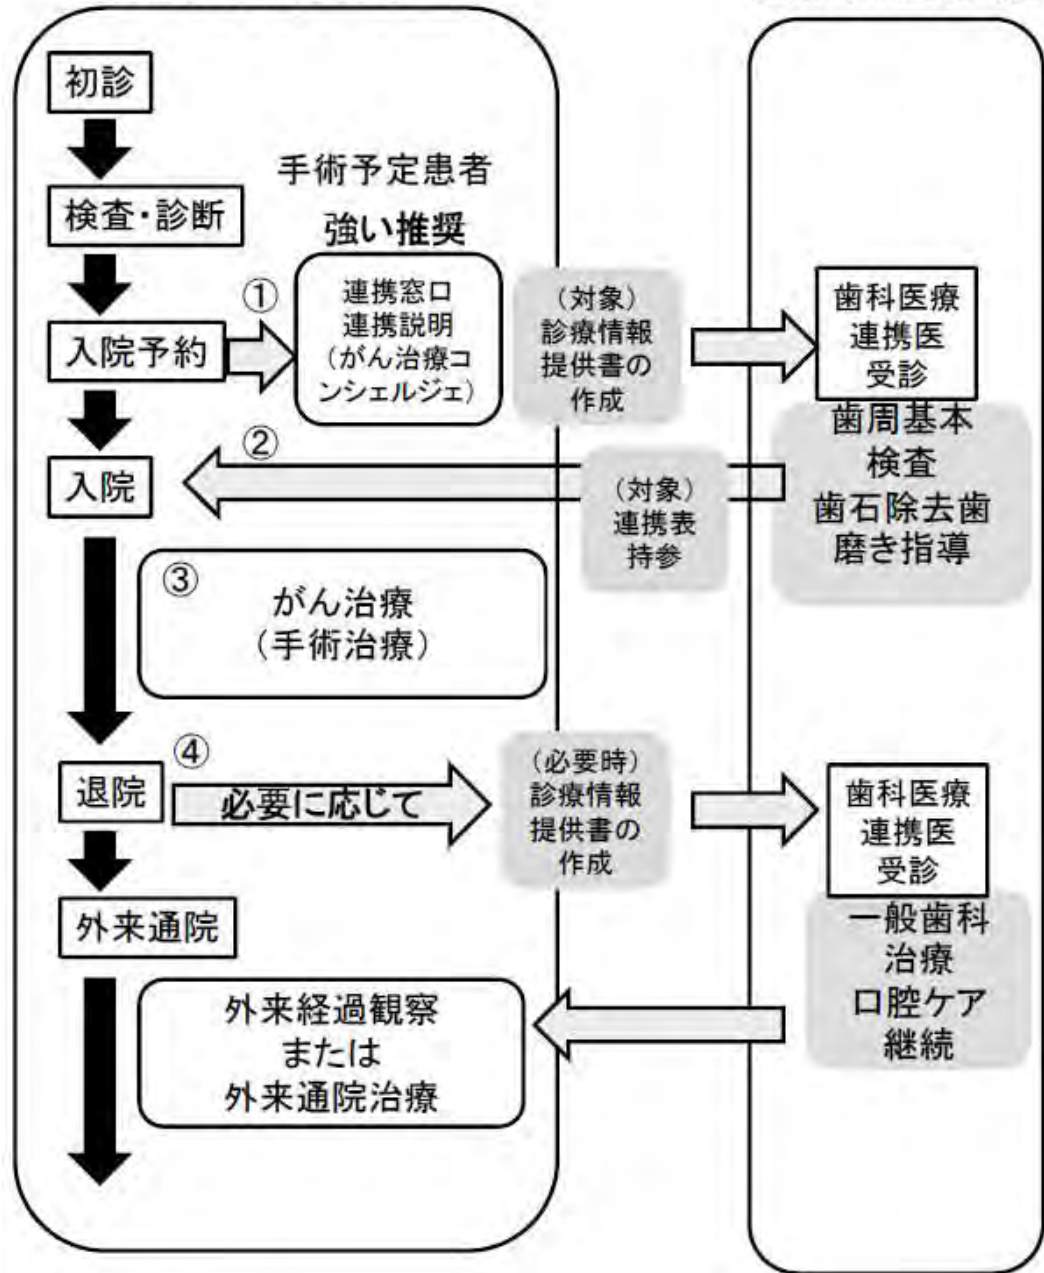 初診
検査・診断
手術予定患者
強い推奨
①
入院予約
連携窓口
連携説明
(がん治療コ
ンシェルジェ)
(対象)
診療情報
提供書の
作成
歯科医療
連携医
受診
歯周基本
検査
歯石除去歯
磨き指導
②
入院
(対象)
連携表
持参
③
がん治療
(手術治療)
④
退院
必要に応じて
(必要時)
診療情報
提供書の
作成
歯科医療
連携医
受診
一般歯科
治療
口腔ケア
継続
外来通院
外来経過観察
または
外来通院治療